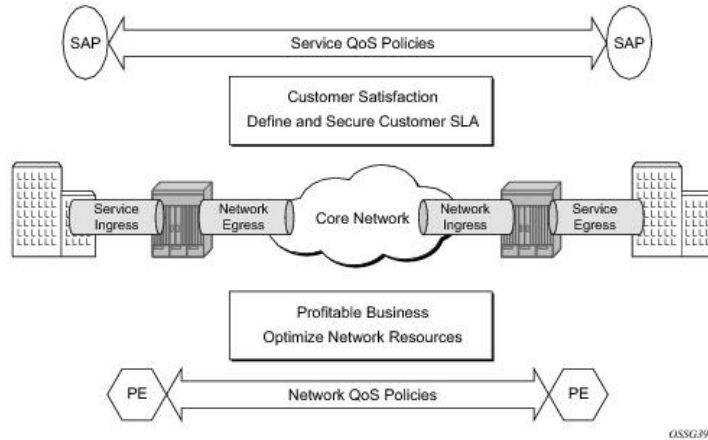 SAP
Service QoS Policies
SAP
Customer Satisfaction
Define and Secure Customer SLA
Service
Ingress
Network
Egress
Core Network
Network
Ingress
Service
Egress
Profitable Business
Optimize Network Resources
PE
Network QoS Policies
PE
OSSG39